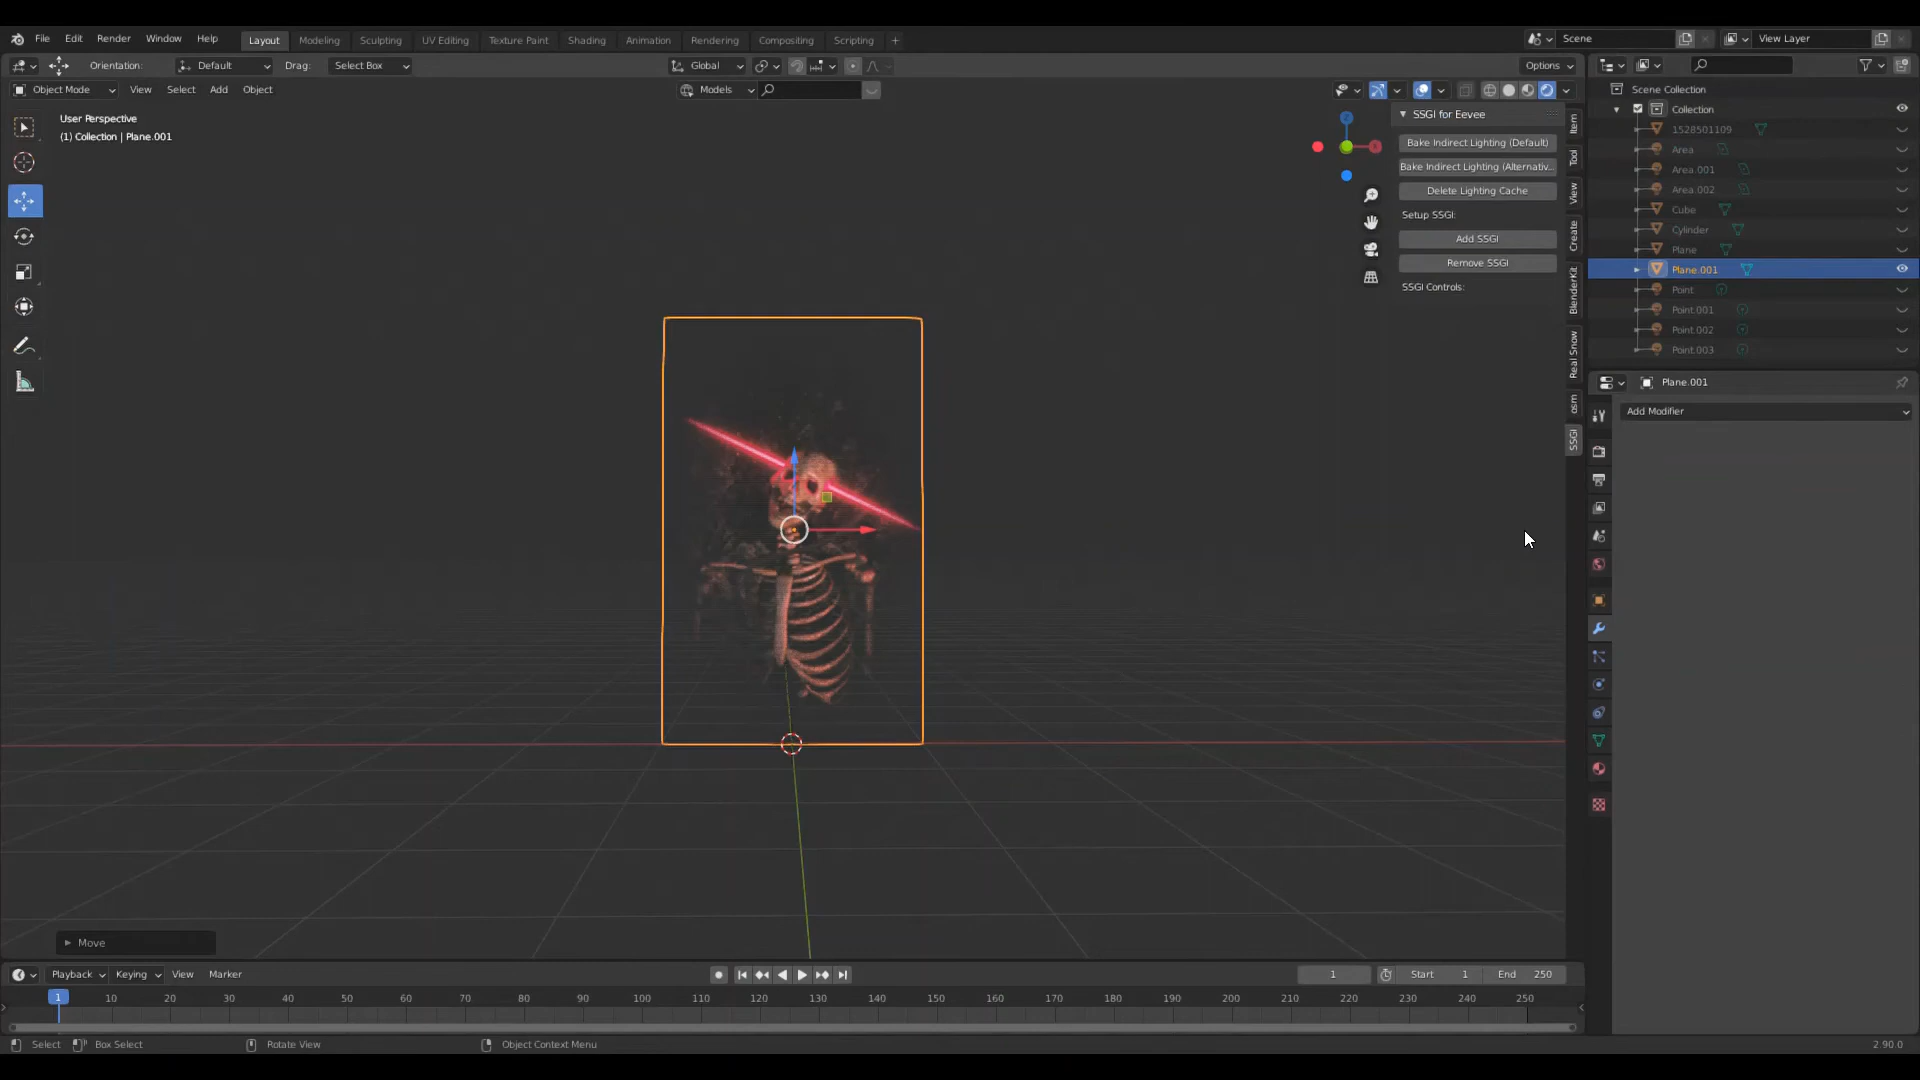 File Edit Render Window Help Layout Modeling Sculpting UV Editing Texture Paint Shading Animation Rendering Compositing Scripting + Scene View Layer
Orientation: Default Drag: Select Box Global Options
Object Mode View Select Add Object Models
User Perspective
(1) Collection | Plane.001
SSGI for Eevee
Bake Indirect Lighting (Default)
Bake Indirect Lighting (Alternativ...
Delete Lighting Cache
Setup SSGI:
Add SSGI
Remove SSGI
SSGI Controls:
Item
Tool
View
Create
BlenderKit
Real Snow
osm
SSGI
Z
X
Scene Collection
Collection
1528501109
Area
Area.001
Area.002
Cube
Cylinder
Plane
Plane.001
Point
Point.001
Point.002
Point.003
Plane.001
Add Modifier
Move
Playback Keying View Marker 1 Start 1 End 250
1 10 20 30 40 50 60 70 80 90 100 110 120 130 140 150 160 170 180 190 200 210 220 230 240 250
Select Box Select Rotate View Object Context Menu 2.90.0